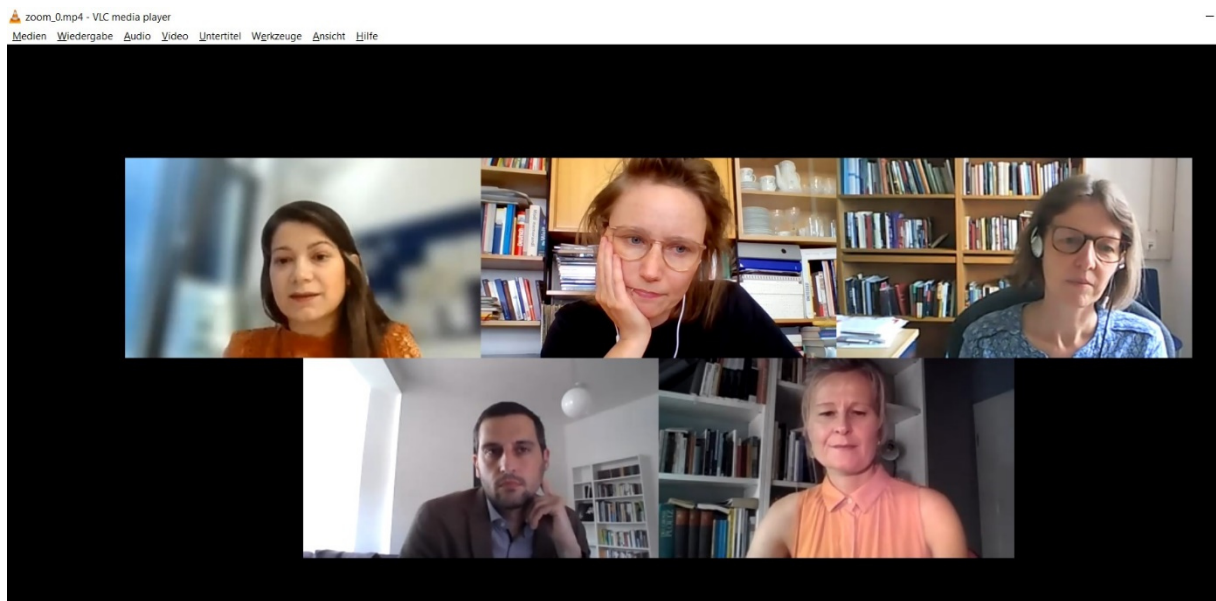 zoom_0.mp4 - VLC media player
Medien Wiedergabe Audio Video Untertitel Werkzeuge Ansicht Hilfe